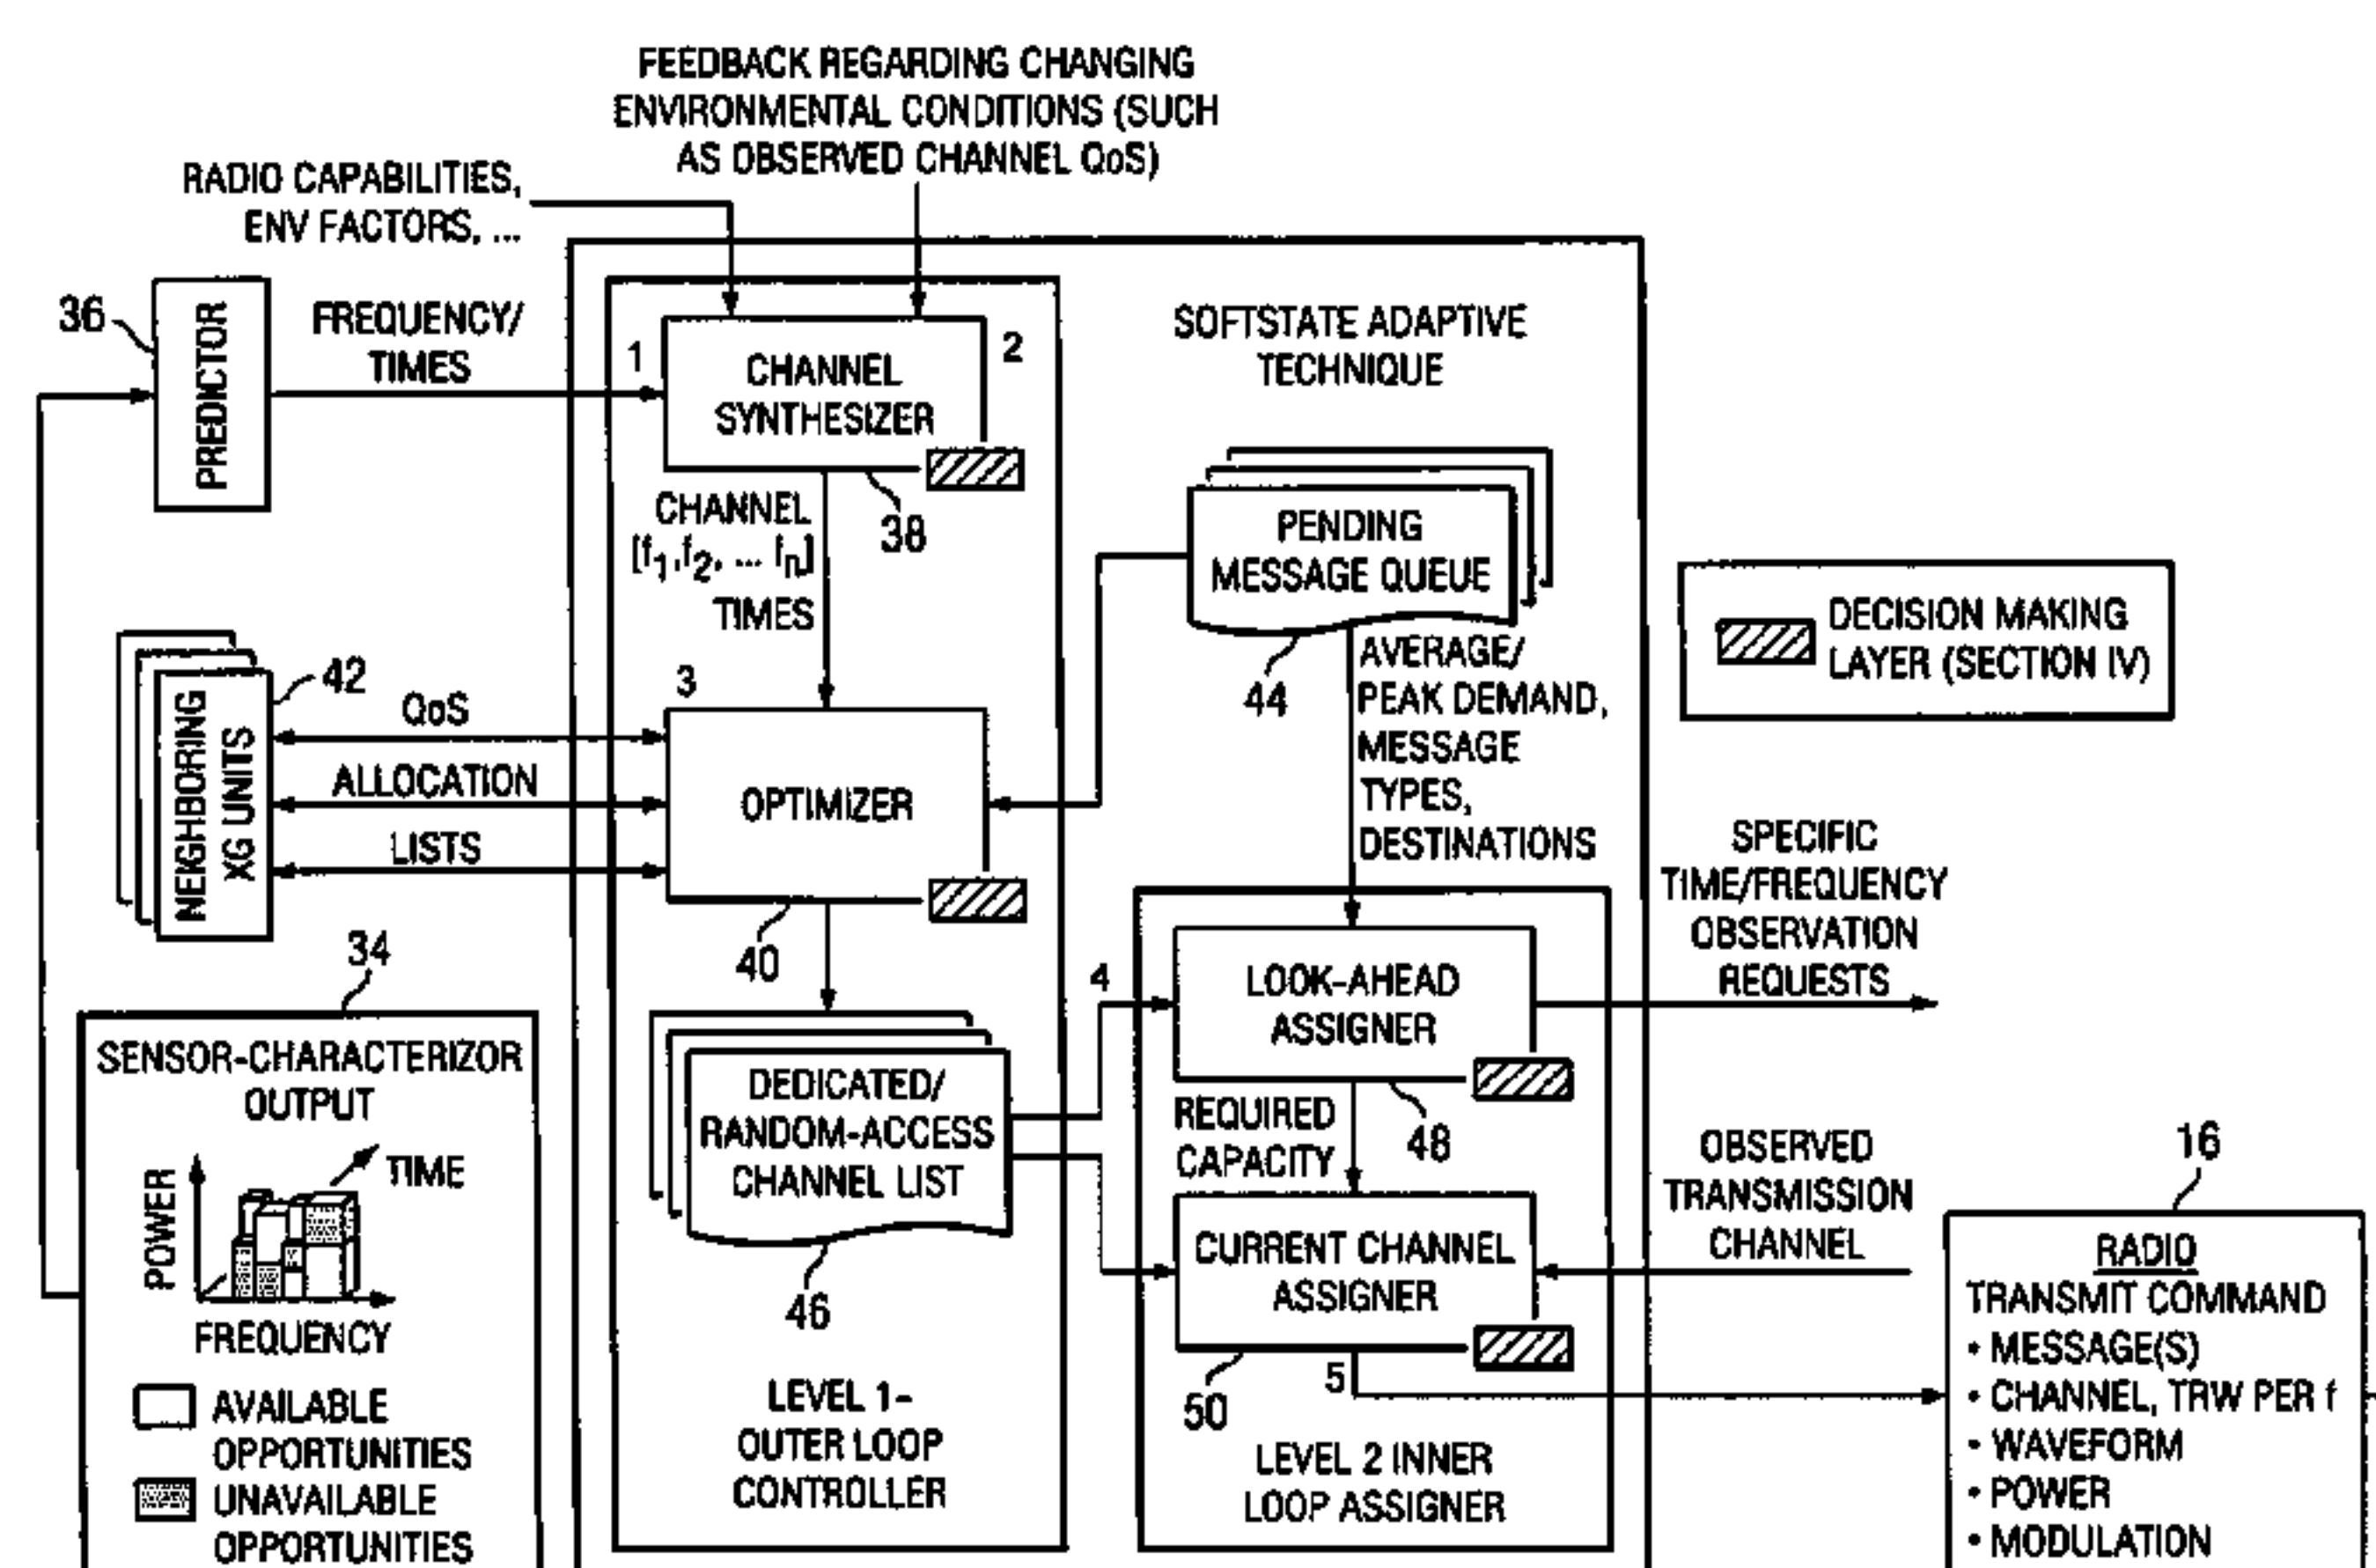 FEEDBACK REGARDING CHANGING
ENVIRONMENTAL CONDITIONS (SUCH
AS OBSERVED CHANNEL QoS)
RADIO CAPABILITIES,
ENV FACTORS, ...
36
PREDICTOR
FREQUENCY/
TIMES
1
CHANNEL
SYNTHESIZER
2
38
SOFTSTATE ADAPTIVE
TECHNIQUE
CHANNEL
[f1,f2, ... fn]
TIMES
PENDING
MESSAGE QUEUE
44
AVERAGE/
PEAK DEMAND,
MESSAGE
TYPES,
DESTINATIONS
DECISION MAKING
LAYER (SECTION IV)
42
NEIGHBORING
XG UNITS
QoS
ALLOCATION
LISTS
3
OPTIMIZER
40
SPECIFIC
TIME/FREQUENCY
OBSERVATION
REQUESTS
34
SENSOR-CHARACTERIZOR
OUTPUT
POWER
TIME
FREQUENCY
AVAILABLE
OPPORTUNITIES
UNAVAILABLE
OPPORTUNITIES
DEDICATED/
RANDOM-ACCESS
CHANNEL LIST
46
LEVEL 1-
OUTER LOOP
CONTROLLER
4
LOOK-AHEAD
ASSIGNER
48
REQUIRED
CAPACITY
CURRENT CHANNEL
ASSIGNER
50
5
LEVEL 2 INNER
LOOP ASSIGNER
OBSERVED
TRANSMISSION
CHANNEL
16
RADIO
TRANSMIT COMMAND
• MESSAGE(S)
• CHANNEL, TRW PER f
• WAVEFORM
• POWER
• MODULATION